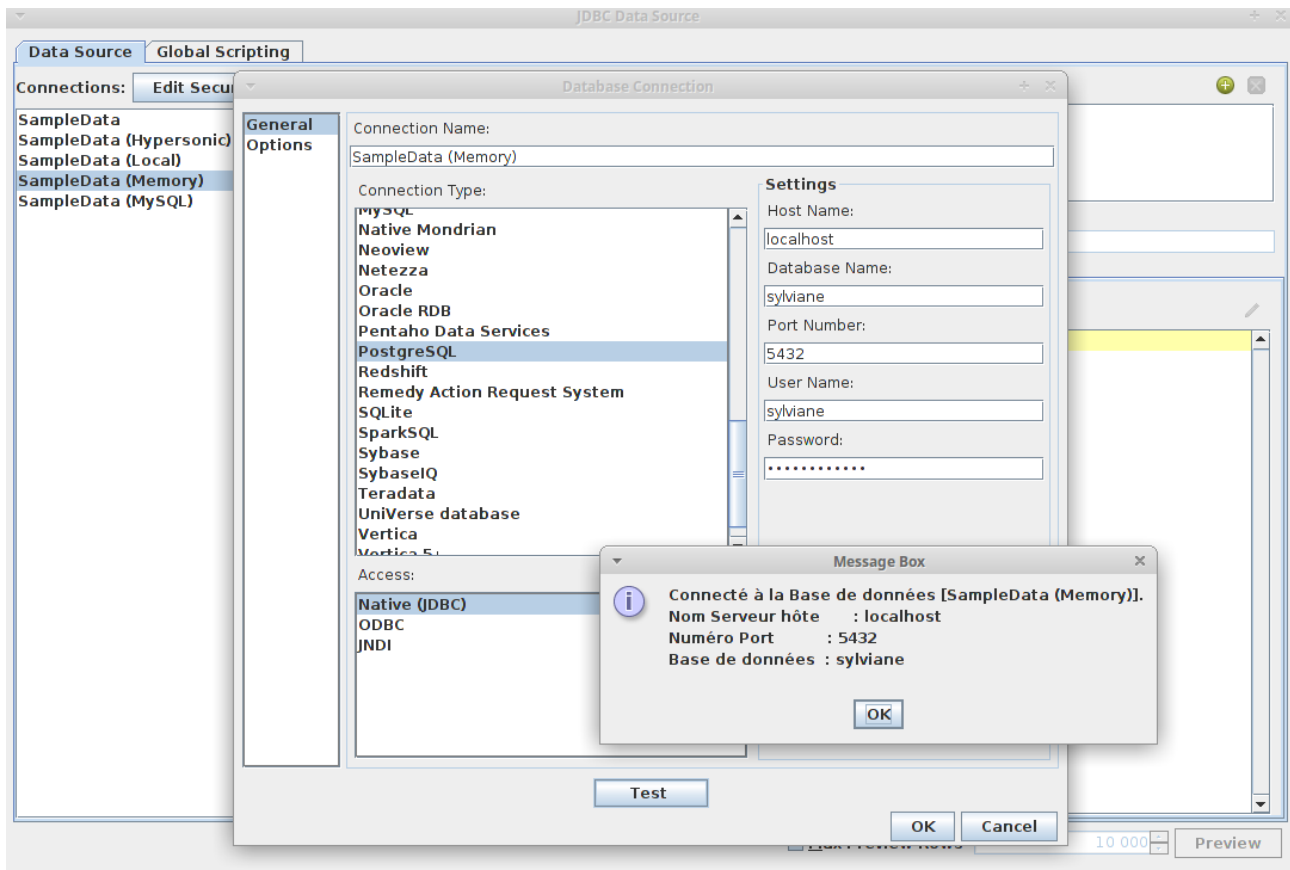 JDBC Data Source
Data Source
Global Scripting
Connections:
Edit Secu
SampleData
SampleData (Hypersonic)
SampleData (Local)
SampleData (Memory)
SampleData (MySQL)
Database Connection
General
Options
Connection Name:
SampleData (Memory)
Connection Type:
MySQL
Native Mondrian
Neoview
Netezza
Oracle
Oracle RDB
Pentaho Data Services
PostgreSQL
Redshift
Remedy Action Request System
SQLite
SparkSQL
Sybase
SybaseIQ
Teradata
UniVerse database
Vertica
Vertica 5+
Access:
Native (JDBC)
ODBC
JNDI
Settings
Host Name:
localhost
Database Name:
sylviane
Port Number:
5432
User Name:
sylviane
Password:
••••••••••••
Message Box
Connecté à la Base de données [SampleData (Memory)].
Nom Serveur hôte : localhost
Numéro Port : 5432
Base de données : sylviane
OK
Test
OK
Cancel
Max Preview Rows
10 000
Preview